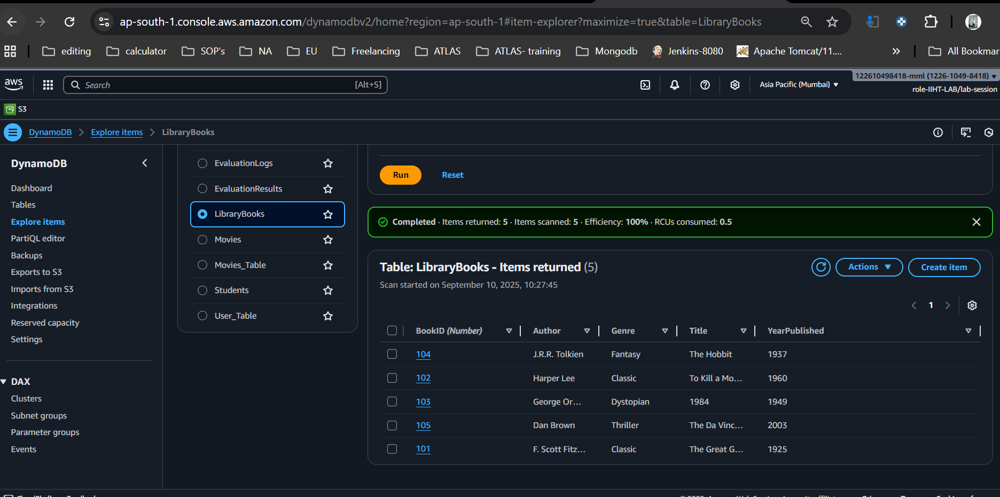 ap-south-1.console.aws.amazon.com/dynamodbv2/home?region=ap-south-1#item-explorer?maximize=true&table=LibraryBooks
editing calculator SOP's NA EU Freelancing ATLAS ATLAS- training Mongodb Jenkins-8080 Apache Tomcat/11.... » All Bookmar
aws Search [Alt+S] Asia Pacific (Mumbai) 122610498418-mml (1226-1049-8418)
role-IIHT-LAB/lab-session
S3
DynamoDB Explore items LibraryBooks
DynamoDB
Dashboard
Tables
Explore items
PartiQL editor
Backups
Exports to S3
Imports from S3
Integrations
Reserved capacity
Settings
DAX
Clusters
Subnet groups
Parameter groups
Events
EvaluationLogs
EvaluationResults
LibraryBooks
Movies
Movies_Table
Students
User_Table
Run Reset
Completed · Items returned: 5 · Items scanned: 5 · Efficiency: 100% · RCUs consumed: 0.5
Table: LibraryBooks - Items returned (5)
Actions Create item
Scan started on September 10, 2025, 10:27:45
1
BookID (Number) Author Genre Title YearPublished
104 J.R.R. Tolkien Fantasy The Hobbit 1937
102 Harper Lee Classic To Kill a Mo... 1960
103 George Or... Dystopian 1984 1949
105 Dan Brown Thriller The Da Vinc... 2003
101 F. Scott Fitz... Classic The Great G... 1925